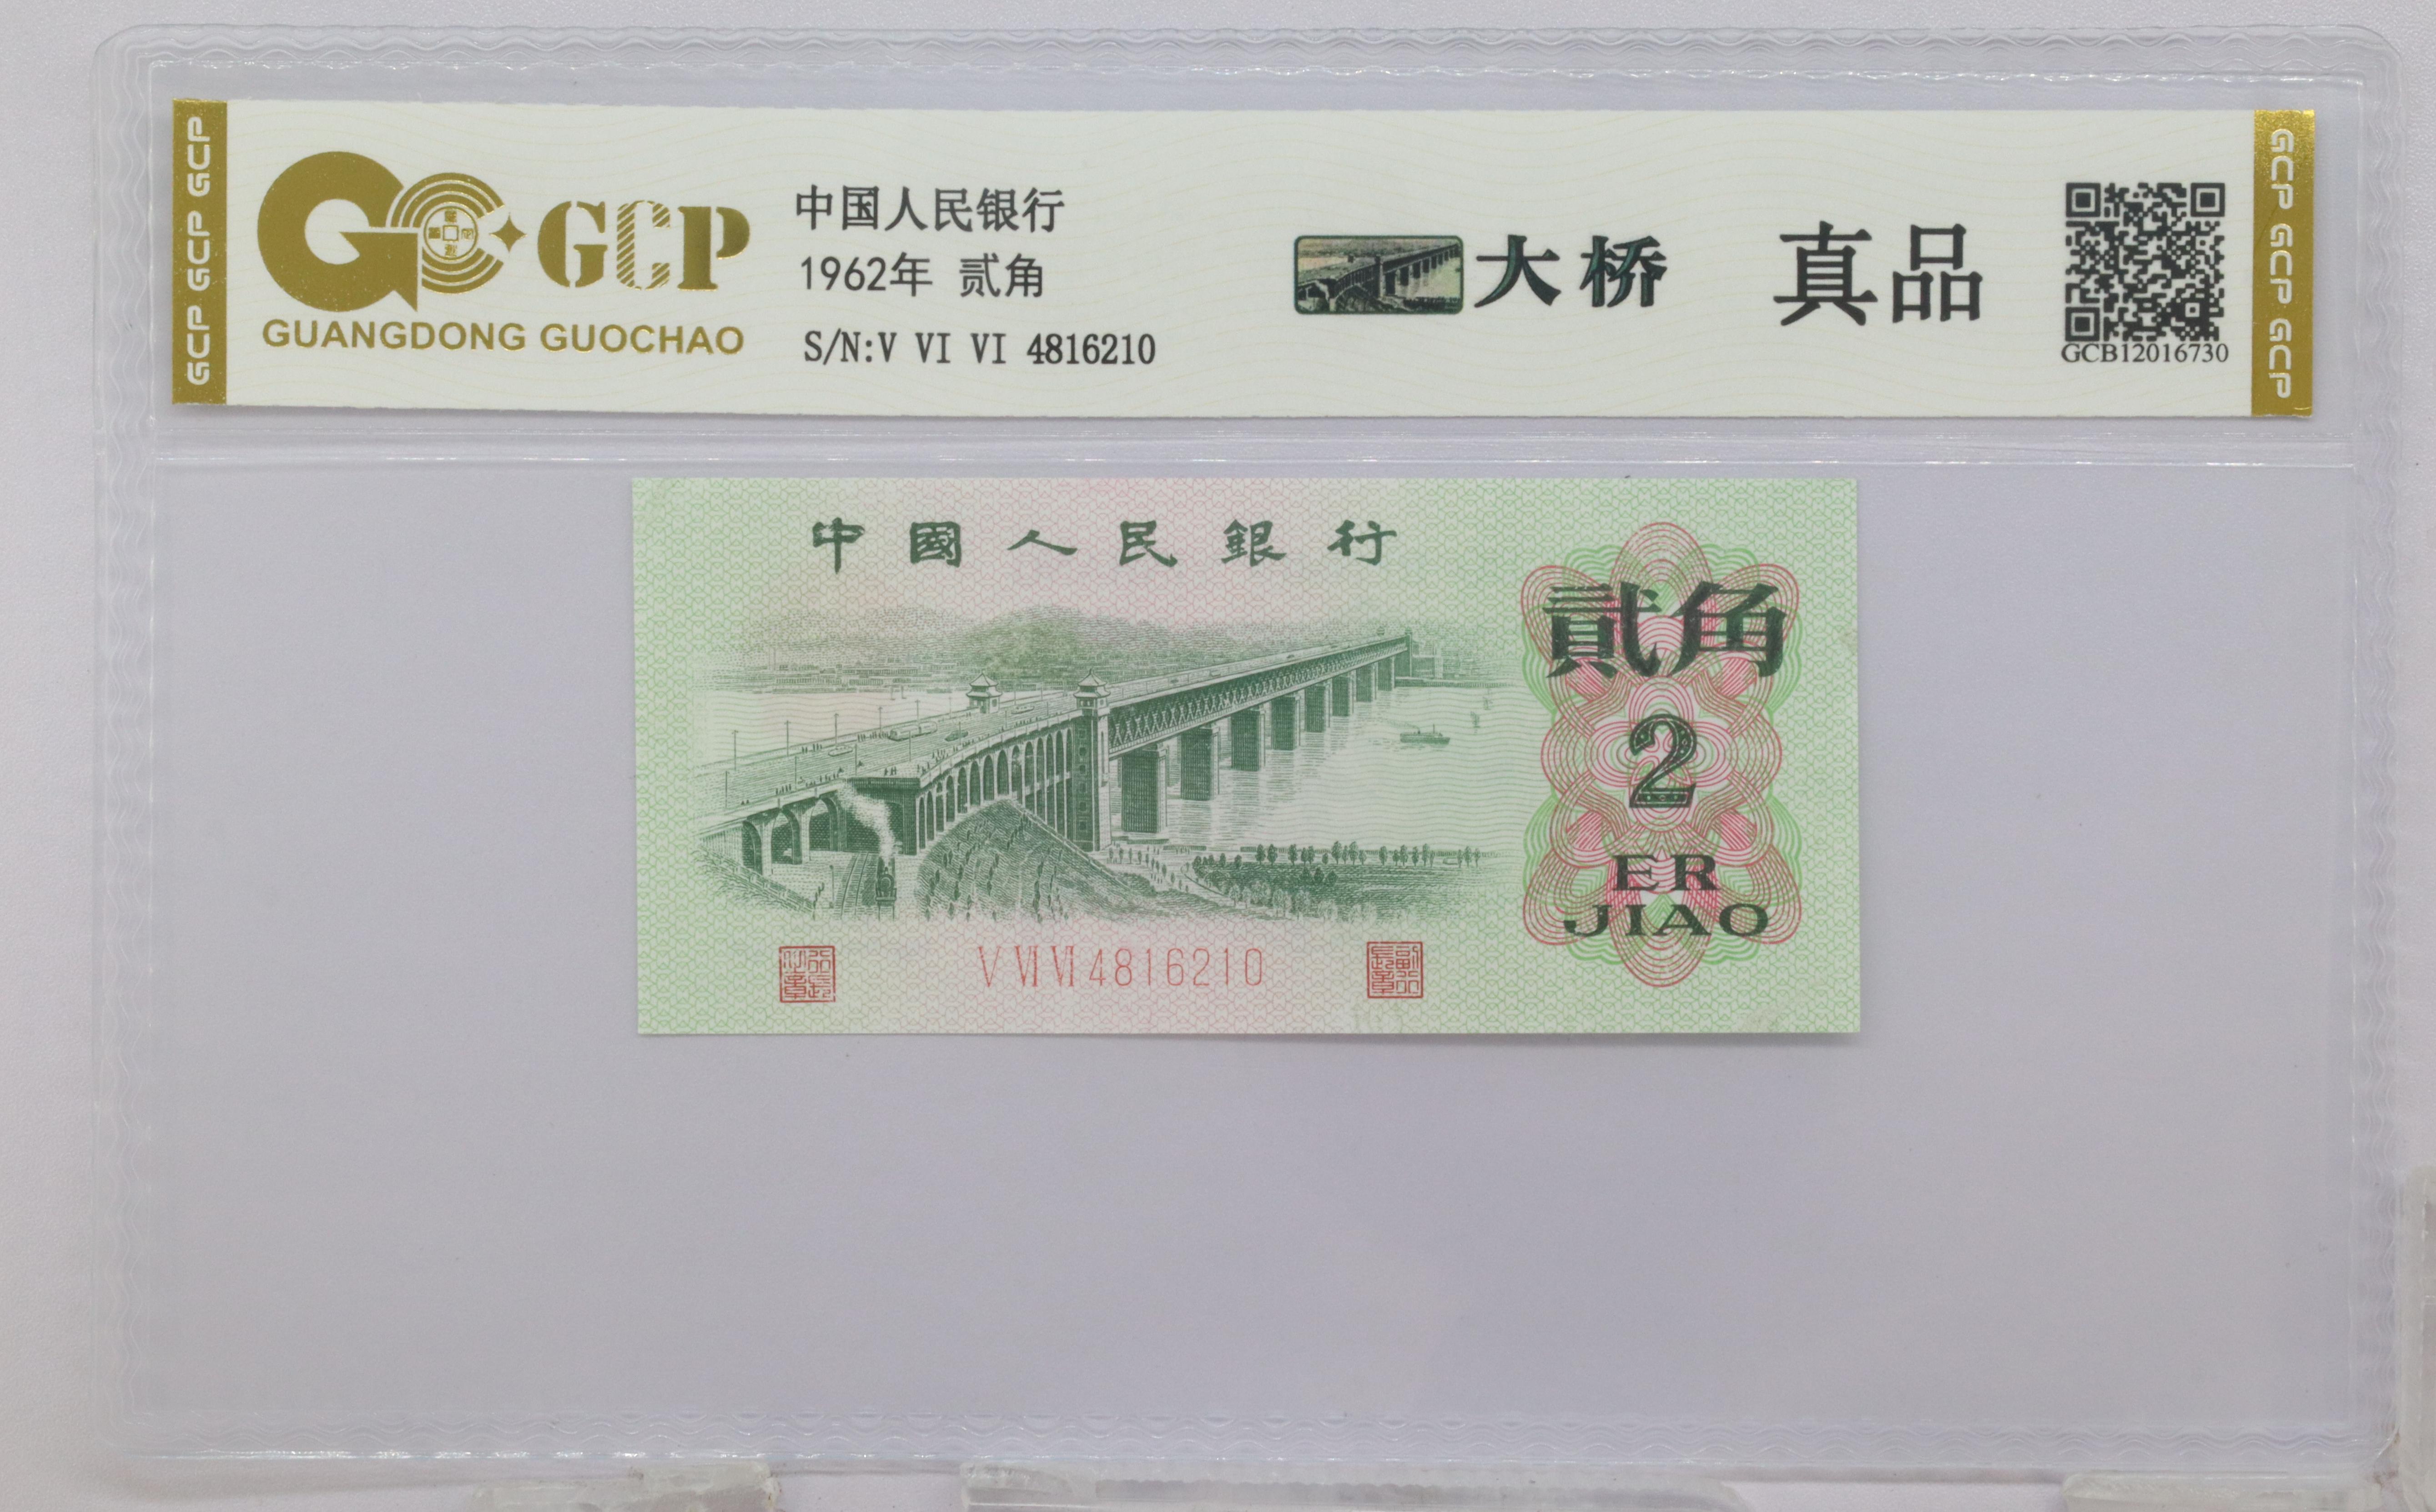 GCP GCP GCP
GCP
GUANGDONG GUOCHAO
中国人民银行
1962年 贰角
S/N:V VI VI 4816210
大桥
真品
GCB12016730
GCP GCP GCP
中國人民銀行
貳角
2
ER
JIAO
V VI VI 4816210